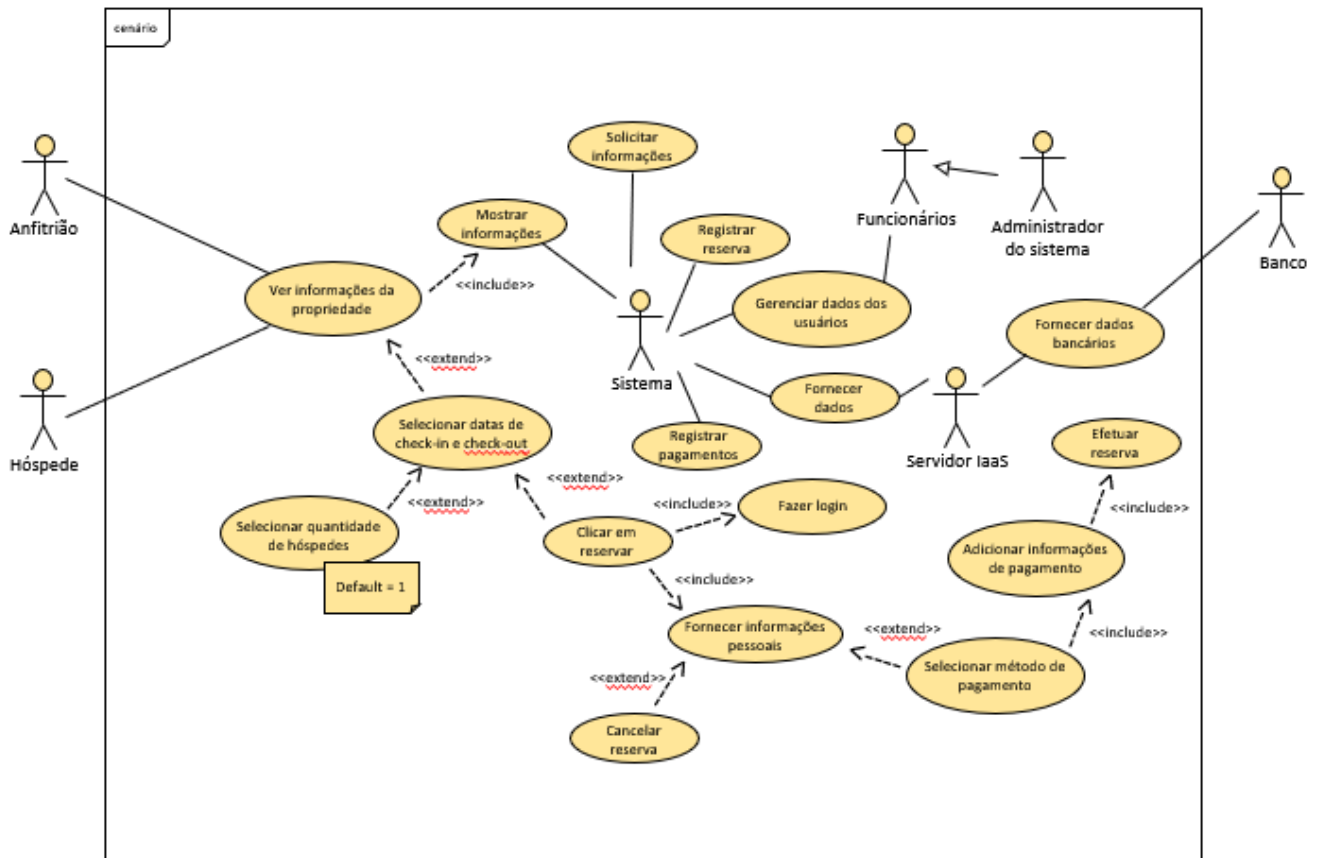 cenário
Solicitar
informações
Anfitrião
Mostrar
informações
Registrar
reserva
Funcionários
Administrador
do sistema
Banco
<<include>>
Ver informações da
propriedade
Gerenciar dados dos
usuários
Fornecer dados
bancários
Sistema
<<extend>>
Fornecer
dados
Hóspede
Selecionar datas de
check-in e check-out
Registrar
pagamentos
Servidor IaaS
Efetuar
reserva
<<extend>>
<<extend>>
<<include>>
Fazer login
<<include>>
Selecionar quantidade
de hóspedes
Clicar em
reservar
Adicionar informações
de pagamento
Default = 1
<<include>>
Fornecer informações
pessoais
<<extend>>
<<include>>
Selecionar método de
pagamento
<<extend>>
Cancelar
reserva